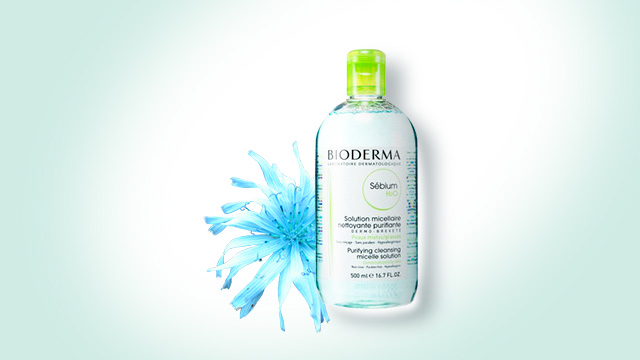 BIODERMA
LABORATOIRE DERMATOLOGIQUE
Sébium
H₂O
Solution micellaire
nettoyante purifiante
DERMO-BREVETÉ
Purifying cleansing
micelle solution
500 ml ℮ 16.7 FL.OZ.